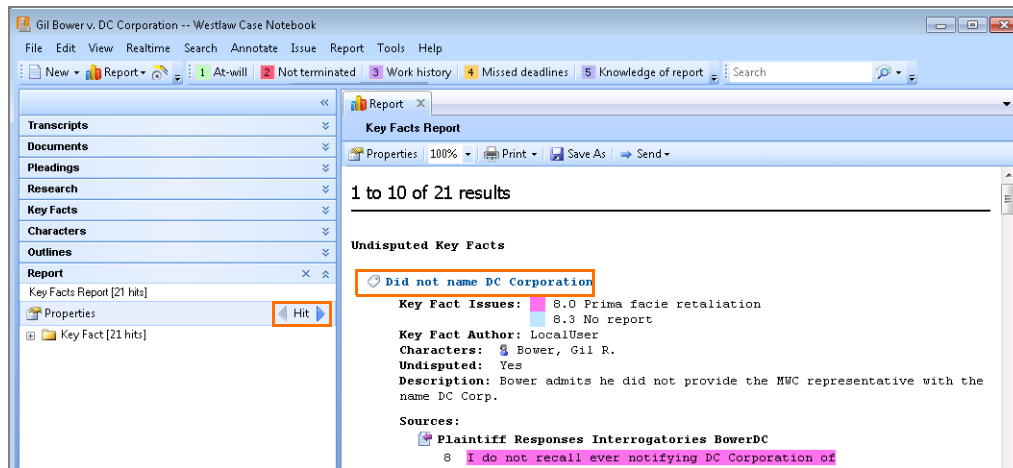 Gil Bower v. DC Corporation -- Westlaw Case Notebook
File Edit View Realtime Search Annotate Issue Report Tools Help
New Report 1 At-will 2 Not terminated 3 Work history 4 Missed deadlines 5 Knowledge of report Search
Report X
Transcripts
Key Facts Report
Documents
Properties 100% Print Save As Send
Pleadings
Research
1 to 10 of 21 results
Key Facts
Characters
Outlines
Undisputed Key Facts
Report
Did not name DC Corporation
Key Facts Report [21 hits]
Key Fact Issues: 8.0 Prima facie retaliation
Properties Hit
8.3 No report
Key Fact [21 hits]
Key Fact Author: LocalUser
Characters: Bower, Gil R.
Undisputed: Yes
Description: Bower admits he did not provide the MWC representative with the
name DC Corp.
Sources:
Plaintiff Responses Interrogatories BowerDC
8 I do not recall ever notifying DC Corporation of